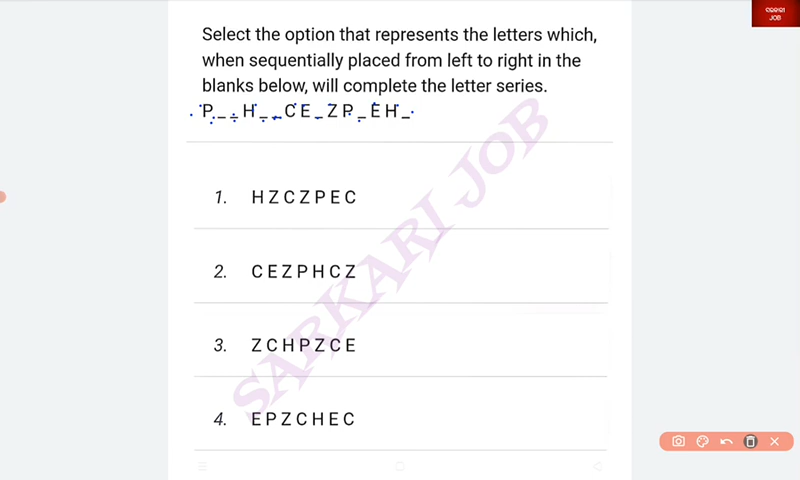 ସରକାରୀ
JOB
Select the option that represents the letters which,
when sequentially placed from left to right in the
blanks below, will complete the letter series.
P _ _ H _ _ C E _ Z P _ E H _
1. H Z C Z P E C
2. C E Z P H C Z
3. Z C H P Z C E
4. E P Z C H E C
SARKARI JOB